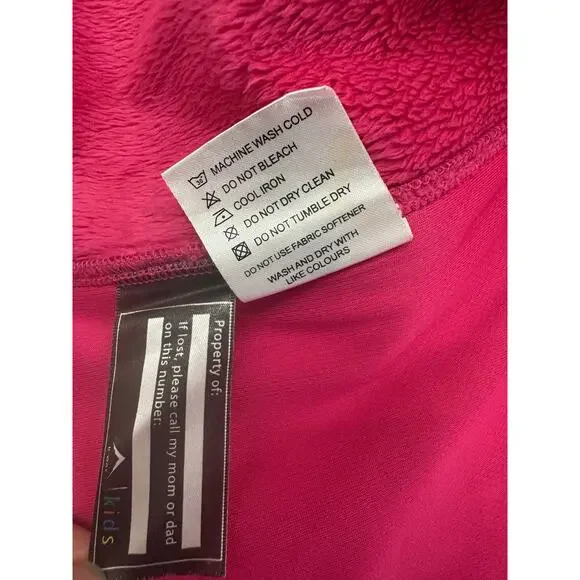 MACHINE WASH COLD
DO NOT BLEACH
COOL IRON
DO NOT DRY CLEAN
DO NOT TUMBLE DRY
DO NOT USE FABRIC SOFTENER
WASH AND DRY WITH
LIKE COLOURS
Property of:
If lost, please call my mom or dad
on this number:
kids